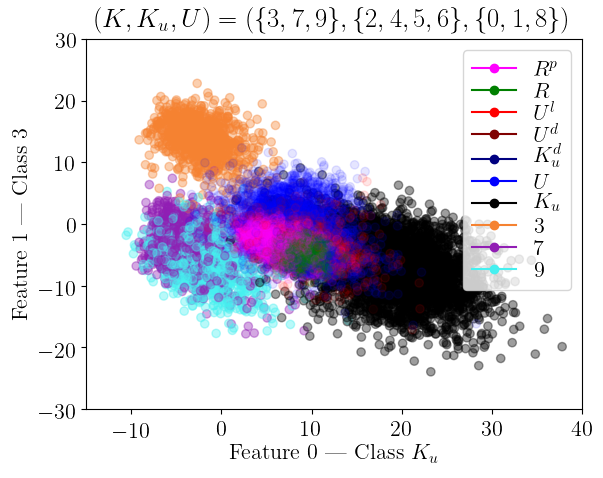 (K, K_u, U) = ({3, 7, 9}, {2, 4, 5, 6}, {0, 1, 8})
30
20
10
0
−10
−20
−30
Feature 1 — Class 3
R^p
R
U^l
U^d
K_u^d
U
K_u
3
7
9
−10
0
10
20
30
40
Feature 0 — Class K_u